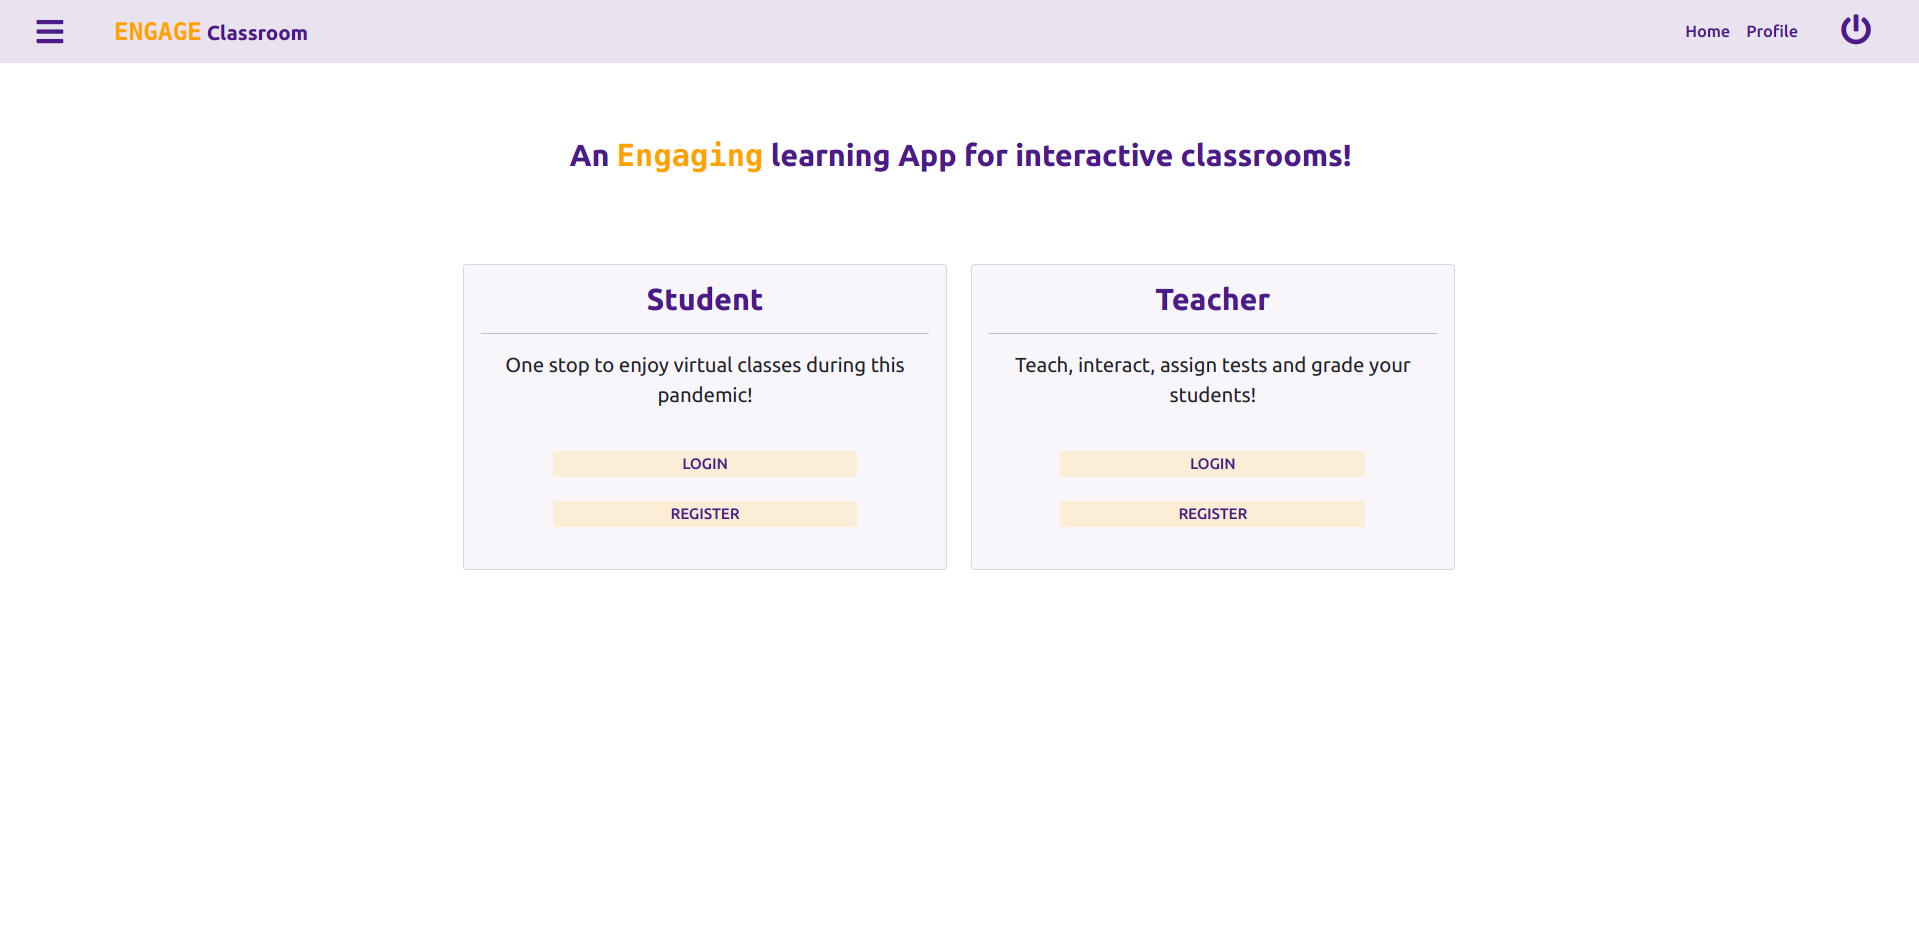 ENGAGE Classroom
Home Profile
An Engaging learning App for interactive classrooms!
Student
One stop to enjoy virtual classes during this
pandemic!
LOGIN
REGISTER
Teacher
Teach, interact, assign tests and grade your
students!
LOGIN
REGISTER